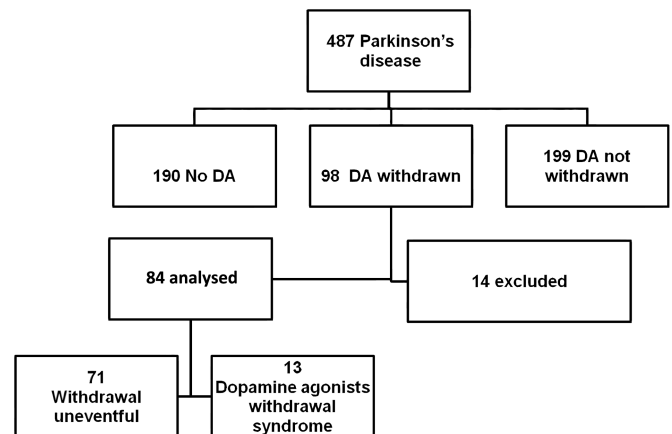 487 Parkinson's
disease
190 No DA
98 DA withdrawn
199 DA not
withdrawn
84 analysed
14 excluded
71
Withdrawal
uneventful
13
Dopamine agonists
withdrawal
syndrome